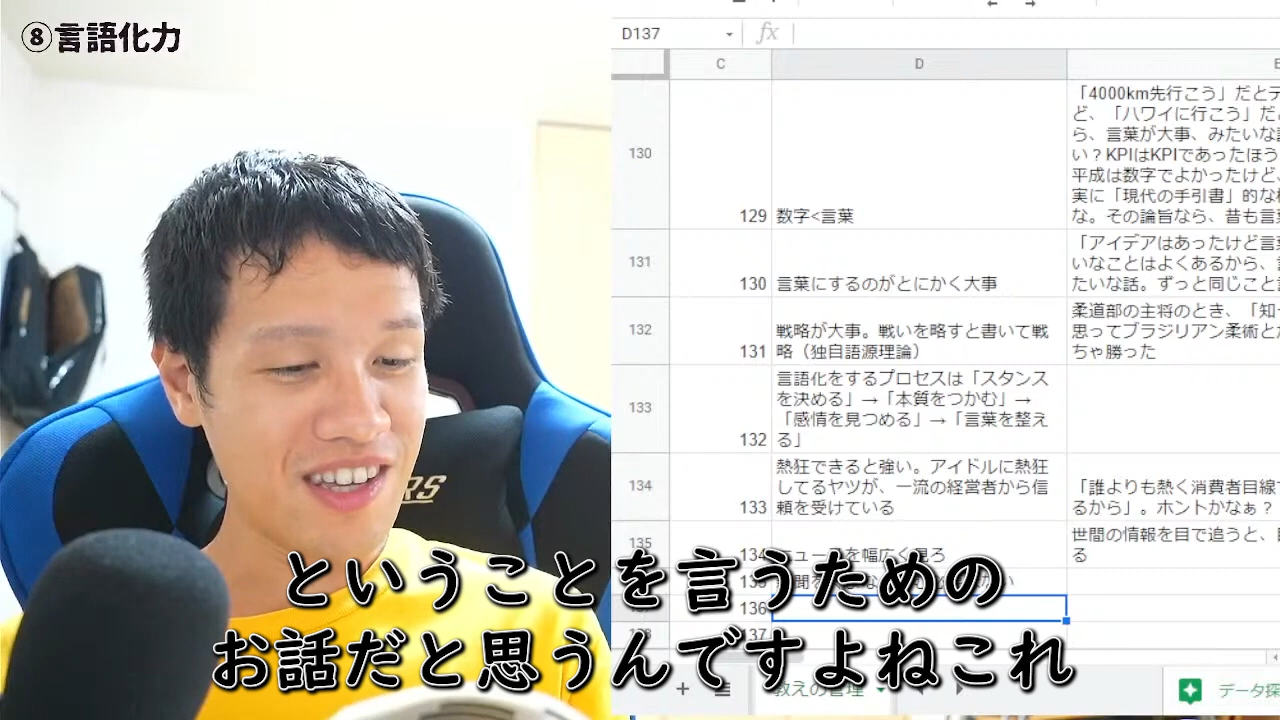 ⑧言語化力
D137
fx
C
D
E
130
129
数字<言葉
「4000km先行こう」だとテ
ど、「ハワイに行こう」だ
ら、言葉が大事、みたいな
い？KPIはKPIであったほう
平成は数字でよかったけど、
実に「現代の手引書」的な
な。その論旨なら、昔も言
131
130
言葉にするのがとにかく大事
「アイデアはあったけど言
いなことはよくあるから、
たいな話。ずっと同じこと
132
131
戦略が大事。戦いを略すと書いて戦
略（独自語源理論）
柔道部の主将のとき、「知
思ってブラジリアン柔術と
ちゃ勝った
133
132
言語化をするプロセスは「スタンス
を決める」→「本質をつかむ」→
「感情を見つめる」→「言葉を整え
る」
134
133
熱狂できると強い。アイドルに熱狂
してるヤツが、一流の経営者から信
頼を受けている
「誰よりも熱く消費者目線
るから」。ホントかなぁ？
135
134
世間の情報を目で追うと、
る
136
137
ということを言うための
お話だと思うんですよねこれ
教えの管理
データ探
RS